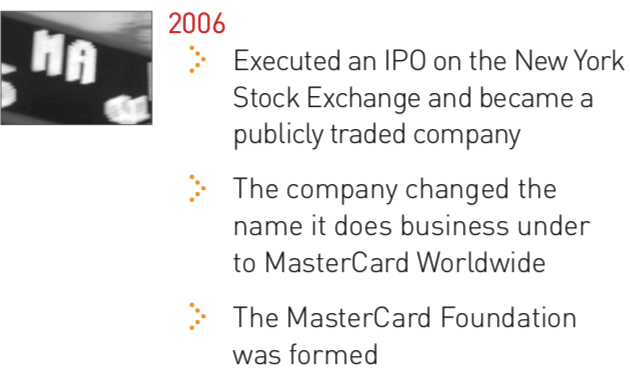 MA
2006
Executed an IPO on the New York
Stock Exchange and became a
publicly traded company
The company changed the
name it does business under
to MasterCard Worldwide
The MasterCard Foundation
was formed